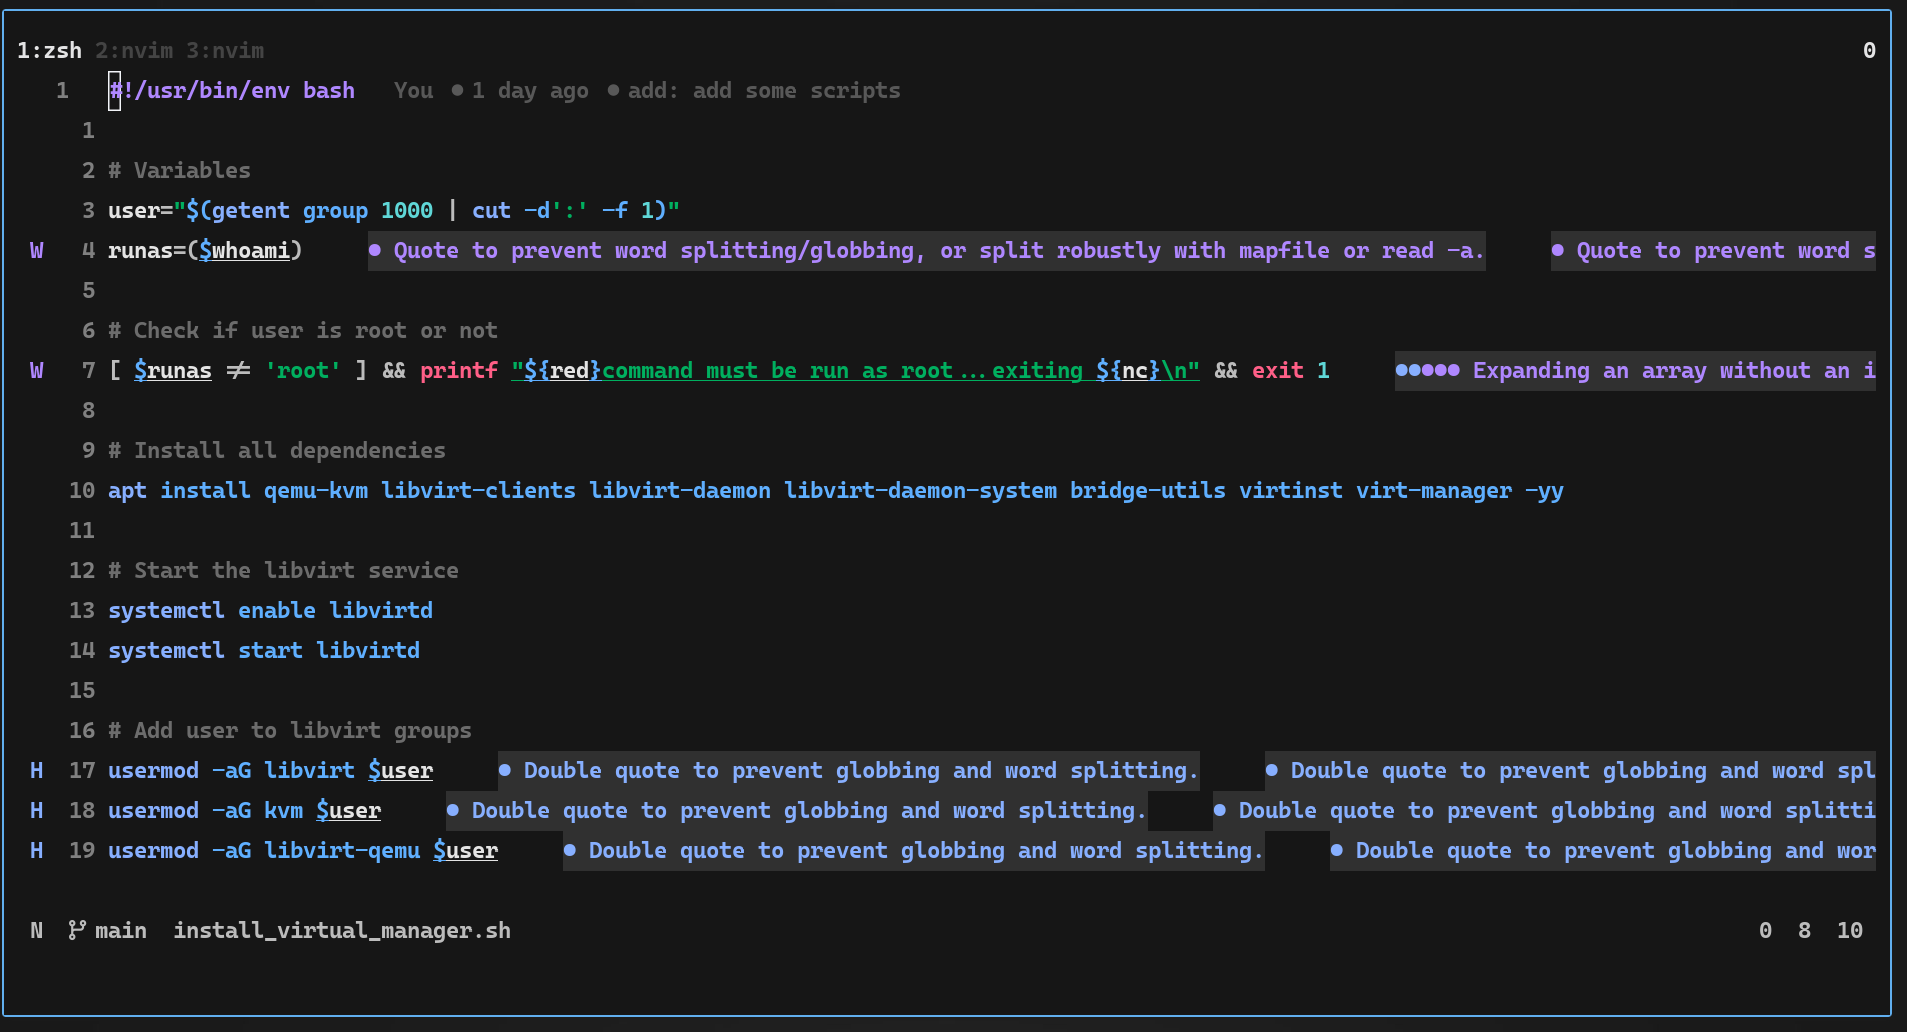 1:zsh 2:nvim 3:nvim 0
1 #!/usr/bin/env bash You ● 1 day ago ● add: add some scripts
1
2 # Variables
3 user="$(getent group 1000 | cut -d':' -f 1)"
W 4 runas=($whoami) ● Quote to prevent word splitting/globbing, or split robustly with mapfile or read -a. ● Quote to prevent word s
5
6 # Check if user is root or not
W 7 [ $runas != 'root' ] && printf "${red}command must be run as root...exiting ${nc}\n" && exit 1 ●●●●● Expanding an array without an i
8
9 # Install all dependencies
10 apt install qemu-kvm libvirt-clients libvirt-daemon libvirt-daemon-system bridge-utils virtinst virt-manager -yy
11
12 # Start the libvirt service
13 systemctl enable libvirtd
14 systemctl start libvirtd
15
16 # Add user to libvirt groups
H 17 usermod -aG libvirt $user ● Double quote to prevent globbing and word splitting. ● Double quote to prevent globbing and word spl
H 18 usermod -aG kvm $user ● Double quote to prevent globbing and word splitting. ● Double quote to prevent globbing and word splitti
H 19 usermod -aG libvirt-qemu $user ● Double quote to prevent globbing and word splitting. ● Double quote to prevent globbing and wor
N main install_virtual_manager.sh 0 8 10